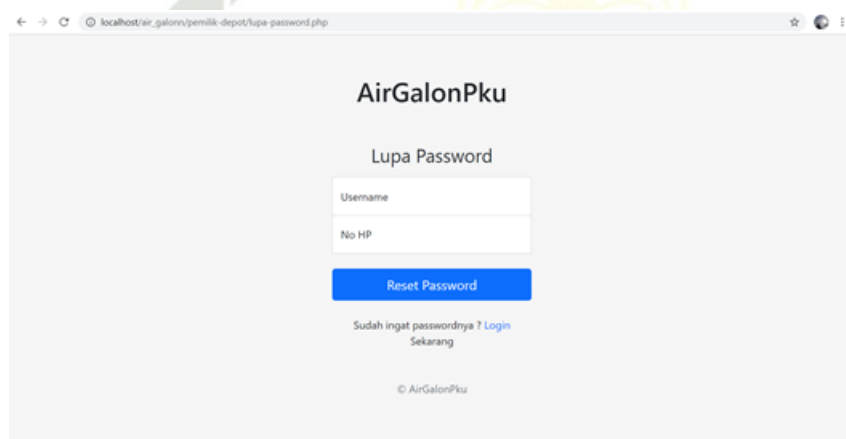 localhost/air_galonn/pemilik-depot/lupa-password.php
AirGalonPku
Lupa Password
Username
No HP
Reset Password
Sudah ingat passwordnya ? Login
Sekarang
© AirGalonPku